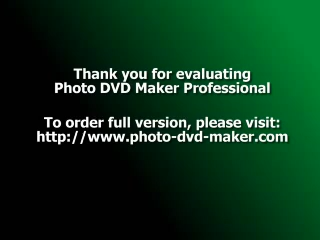 Thank you for evaluating
Photo DVD Maker Professional
To order full version, please visit:
http://www.photo-dvd-maker.com